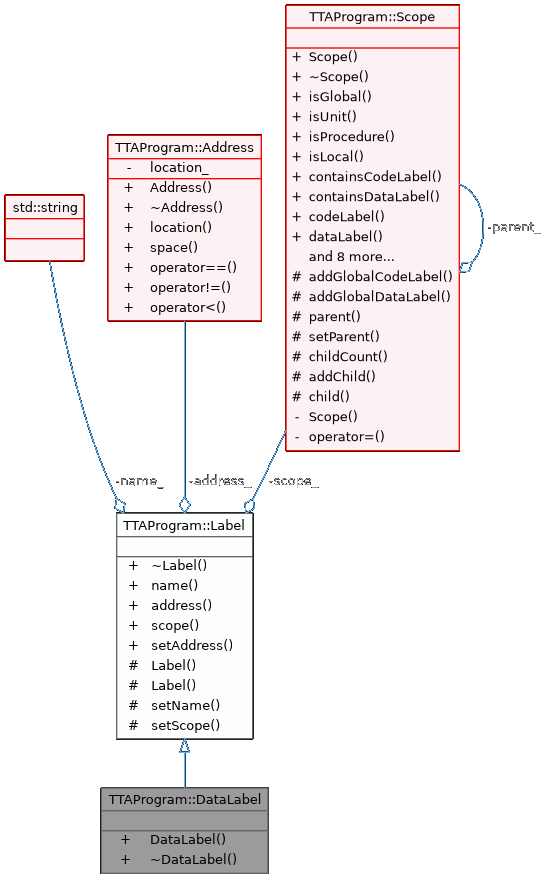 TTAProgram::Scope
+ Scope()
+ ~Scope()
+ isGlobal()
+ isUnit()
+ isProcedure()
+ isLocal()
+ containsCodeLabel()
+ containsDataLabel()
+ codeLabel()
+ dataLabel()
and 8 more...
# addGlobalCodeLabel()
# addGlobalDataLabel()
# parent()
# setParent()
# childCount()
# addChild()
# child()
- Scope()
- operator=()
-parent_
TTAProgram::Address
- location_
+ Address()
+ ~Address()
+ location()
+ space()
+ operator==()
+ operator!=()
+ operator<()
std::string
-name_
-address_
-scope_
TTAProgram::Label
+ ~Label()
+ name()
+ address()
+ scope()
+ setAddress()
# Label()
# Label()
# setName()
# setScope()
TTAProgram::DataLabel
+ DataLabel()
+ ~DataLabel()